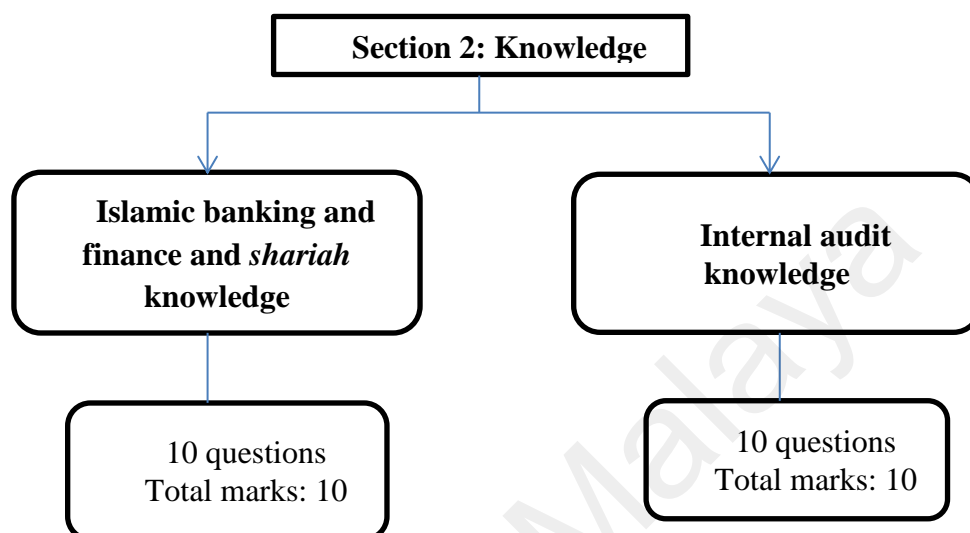 Section 2: Knowledge
Islamic banking and
finance and shariah
knowledge
Internal audit
knowledge
10 questions
Total marks: 10
10 questions
Total marks: 10
Malaya